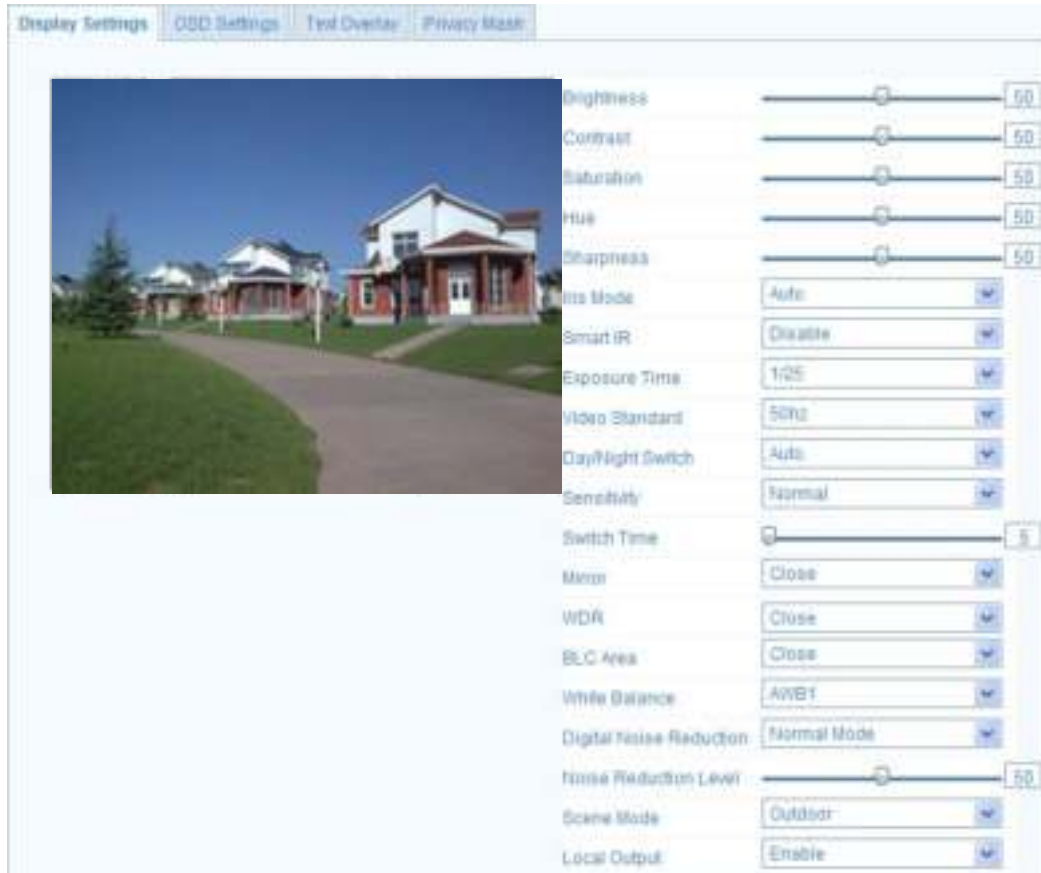 Display Settings OSD Settings Text Overlay Privacy Mask
Brightness 50
Contrast 50
Saturation 50
Hue 50
Sharpness 50
Iris Mode Auto
Smart IR Disable
Exposure Time 1/25
Video Standard 50hz
Day/Night Switch Auto
Sensitivity Normal
Switch Time 5
Mirror Close
WDR Close
BLC Area Close
White Balance AWB1
Digital Noise Reduction Normal Mode
Noise Reduction Level 50
Scene Mode Outdoor
Local Output Enable